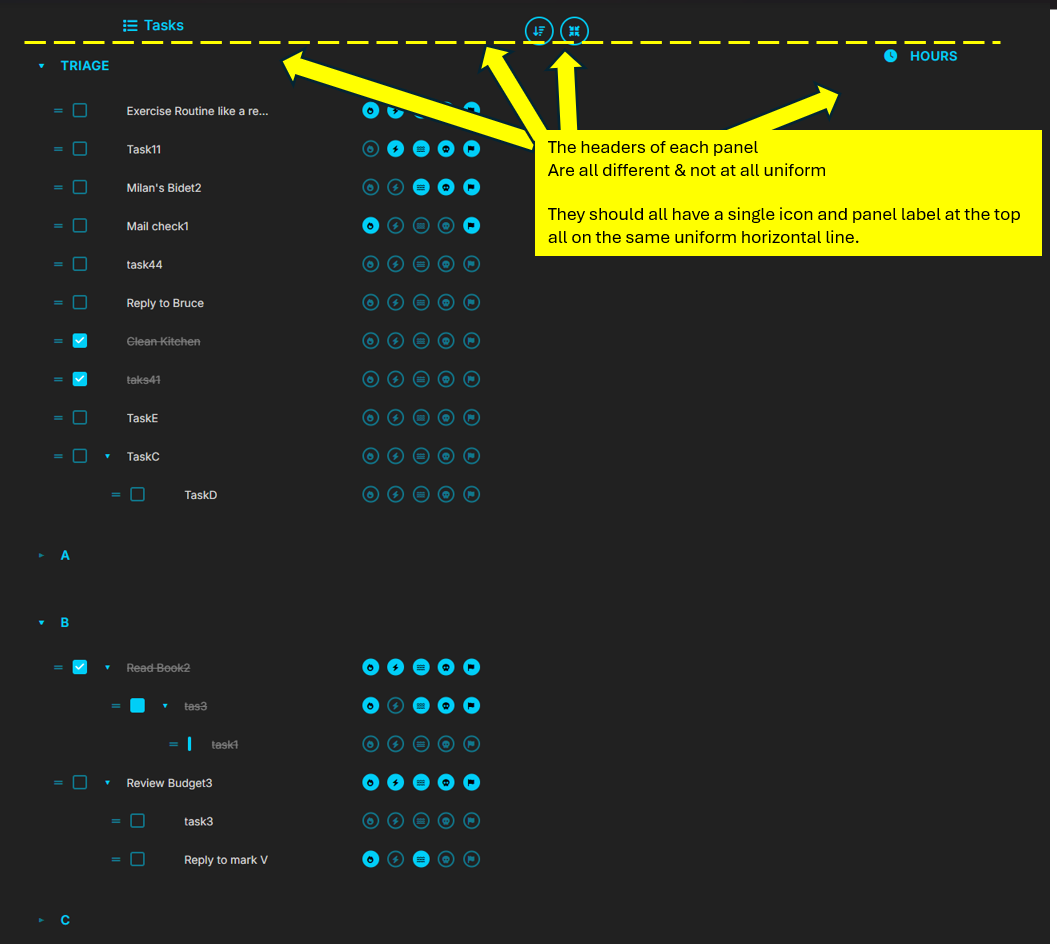 Tasks
HOURS
TRIAGE
Exercise Routine like a re...
The headers of each panel
Are all different & not at all uniform
They should all have a single icon and panel label at the top
all on the same uniform horizontal line.
Task11
Milan's Bidet2
Mail check1
task44
Reply to Bruce
Clean Kitchen
taks41
TaskE
TaskC
TaskD
A
B
Read Book2
tas3
task1
Review Budget3
task3
Reply to mark V
C